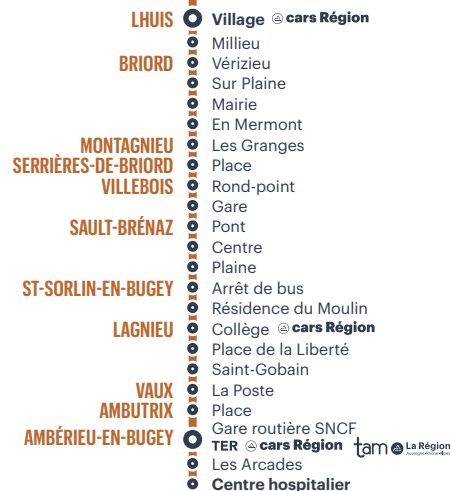 LHUIS Village cars Région
Millieu
BRIORD Vérizieu
Sur Plaine
Mairie
En Mermont
MONTAGNIEU Les Granges
SERRIÈRES-DE-BRIORD Place
VILLEBOIS Rond-point
Gare
SAULT-BRÉNAZ Pont
Centre
Plaine
ST-SORLIN-EN-BUGEY Arrêt de bus
Résidence du Moulin
LAGNIEU Collège cars Région
Place de la Liberté
Saint-Gobain
VAUX La Poste
AMBUTRIX Place
AMBÉRIEU-EN-BUGEY Gare routière SNCF
TER cars Région tam La Région
Auvergne-Rhône-Alpes
Les Arcades
Centre hospitalier